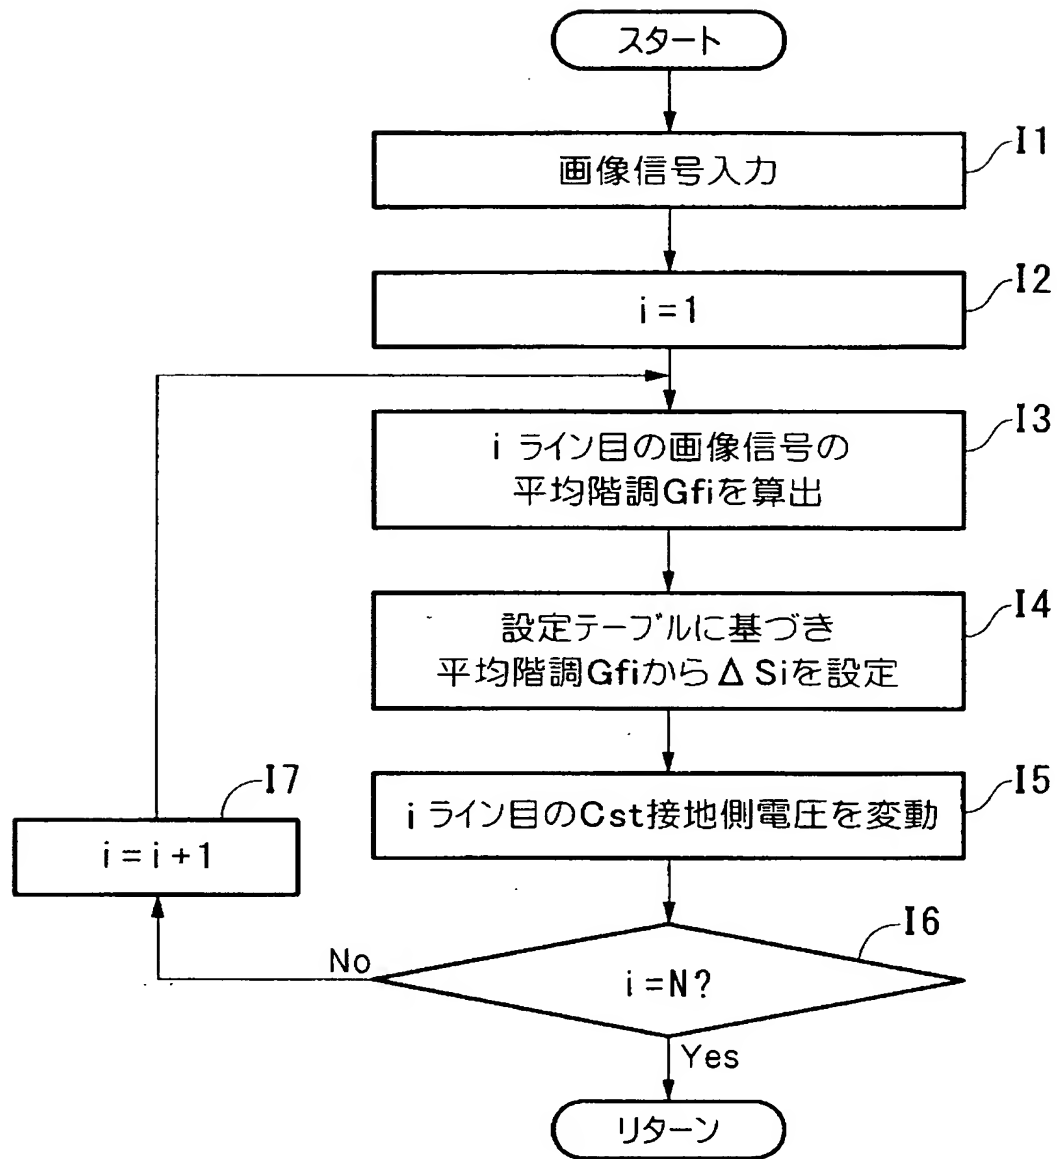 スタート
I1
画像信号入力
I2
i=1
I3
i ライン目の画像信号の
平均階調Gfiを算出
I4
設定テーブルに基づき
平均階調GfiからΔSiを設定
I5
i ライン目のCst接地側電圧を変動
I7
i=i+1
I6
i=N?
No
Yes
リターン